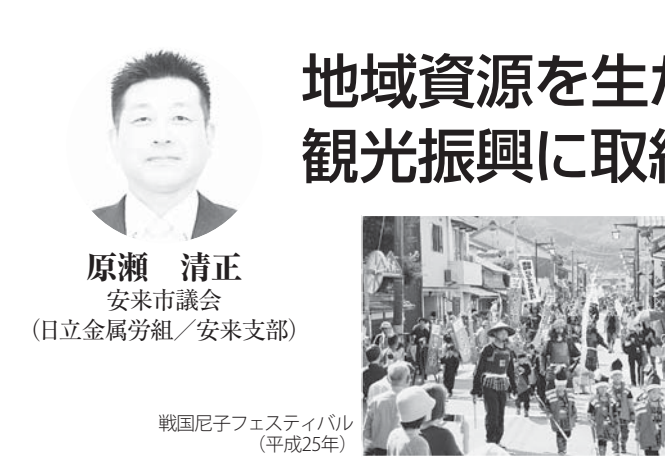 地域資源を生か
観光振興に取組
原瀬　清正
安来市議会
（日立金属労組／安来支部）
戦国尼子フェスティバル
（平成25年）